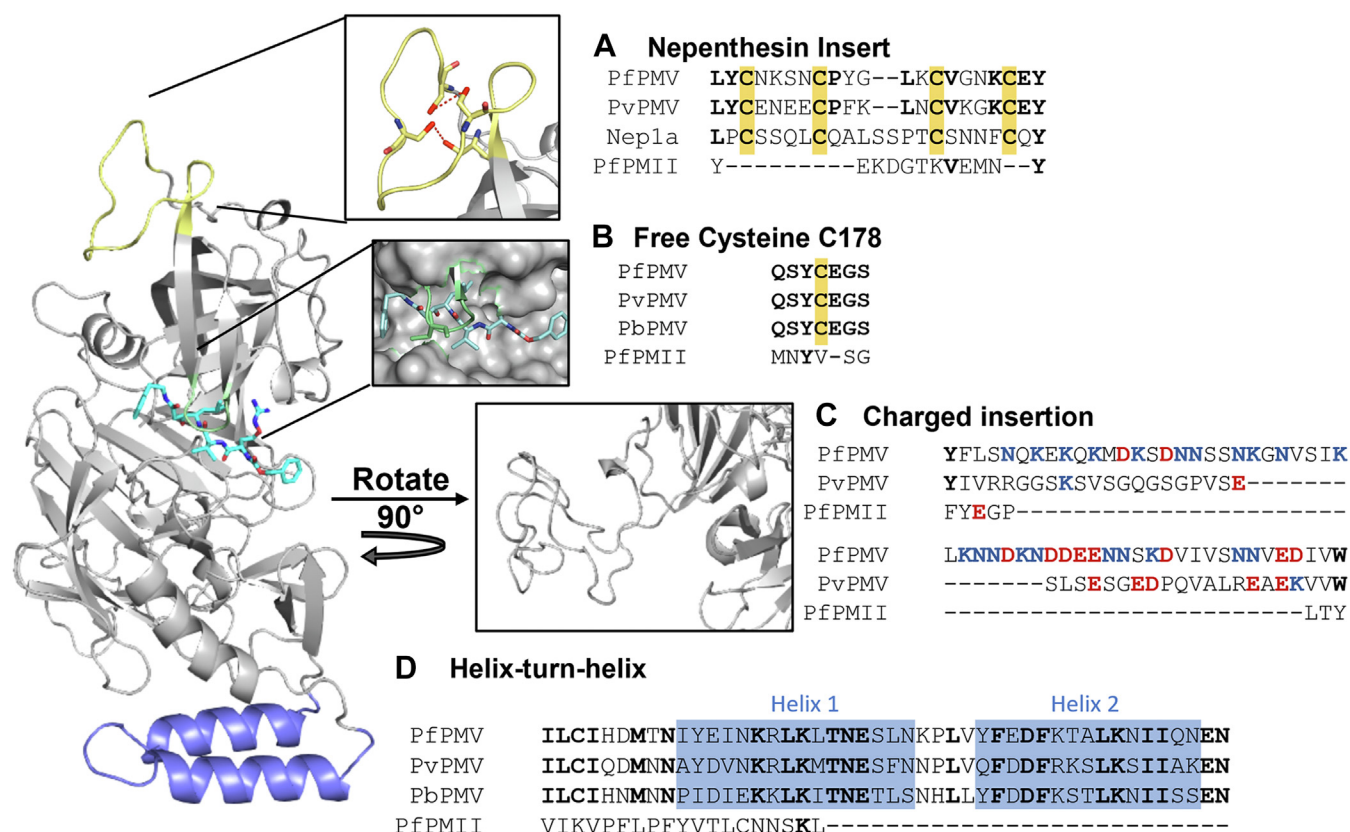 A Nepenthesin Insert
PfPMV LYCNKSNCPYG--LKCVGNKCEY
PvPMV LYCENEECPFK--LNCVKGKCEY
Nep1a LPCSSQLCQALSSPTCSNNFCQY
PfPMII Y---------EKDGTKVEMN--Y
B Free Cysteine C178
PfPMV QSYCEGS
PvPMV QSYCEGS
PbPMV QSYCEGS
PfPMII MNYV-SG
Rotate
90°
C Charged insertion
PfPMV YFLSNQKEKQKMDKSDNNSSNKGNVSIK
PvPMV YIVRRGGSKSVSGQGSGPVSE-------
PfPMII FYEGP-----------------------
PfPMV LKNNDKNDDEENNSKDVIVSNNVEDIVW
PvPMV -------SLSESGEDPQVALREAEKVVW
PfPMII -------------------------LTY
D Helix-turn-helix
Helix 1 Helix 2
PfPMV ILCIHDMTNIYEINKRLKLTNESLNKPLVYFEDFKTALKNIIQNEN
PvPMV ILCIQDMNNAYDVNKRLKMTNESFNNPLVQFDDFRKSLKSIIAKEN
PbPMV ILCIHNMNNPIDIEKKLKITNETLSNHLLYFDDFKSTLKNIISSEN
PfPMII VIKVPFLPFYVTLCNNSKL---------------------------